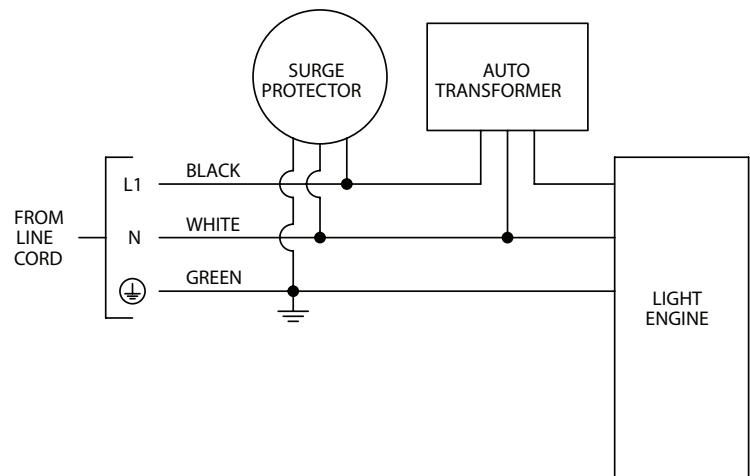 SURGE
PROTECTOR
AUTO
TRANSFORMER
FROM
LINE
CORD
L1
BLACK
N
WHITE
GREEN
LIGHT
ENGINE